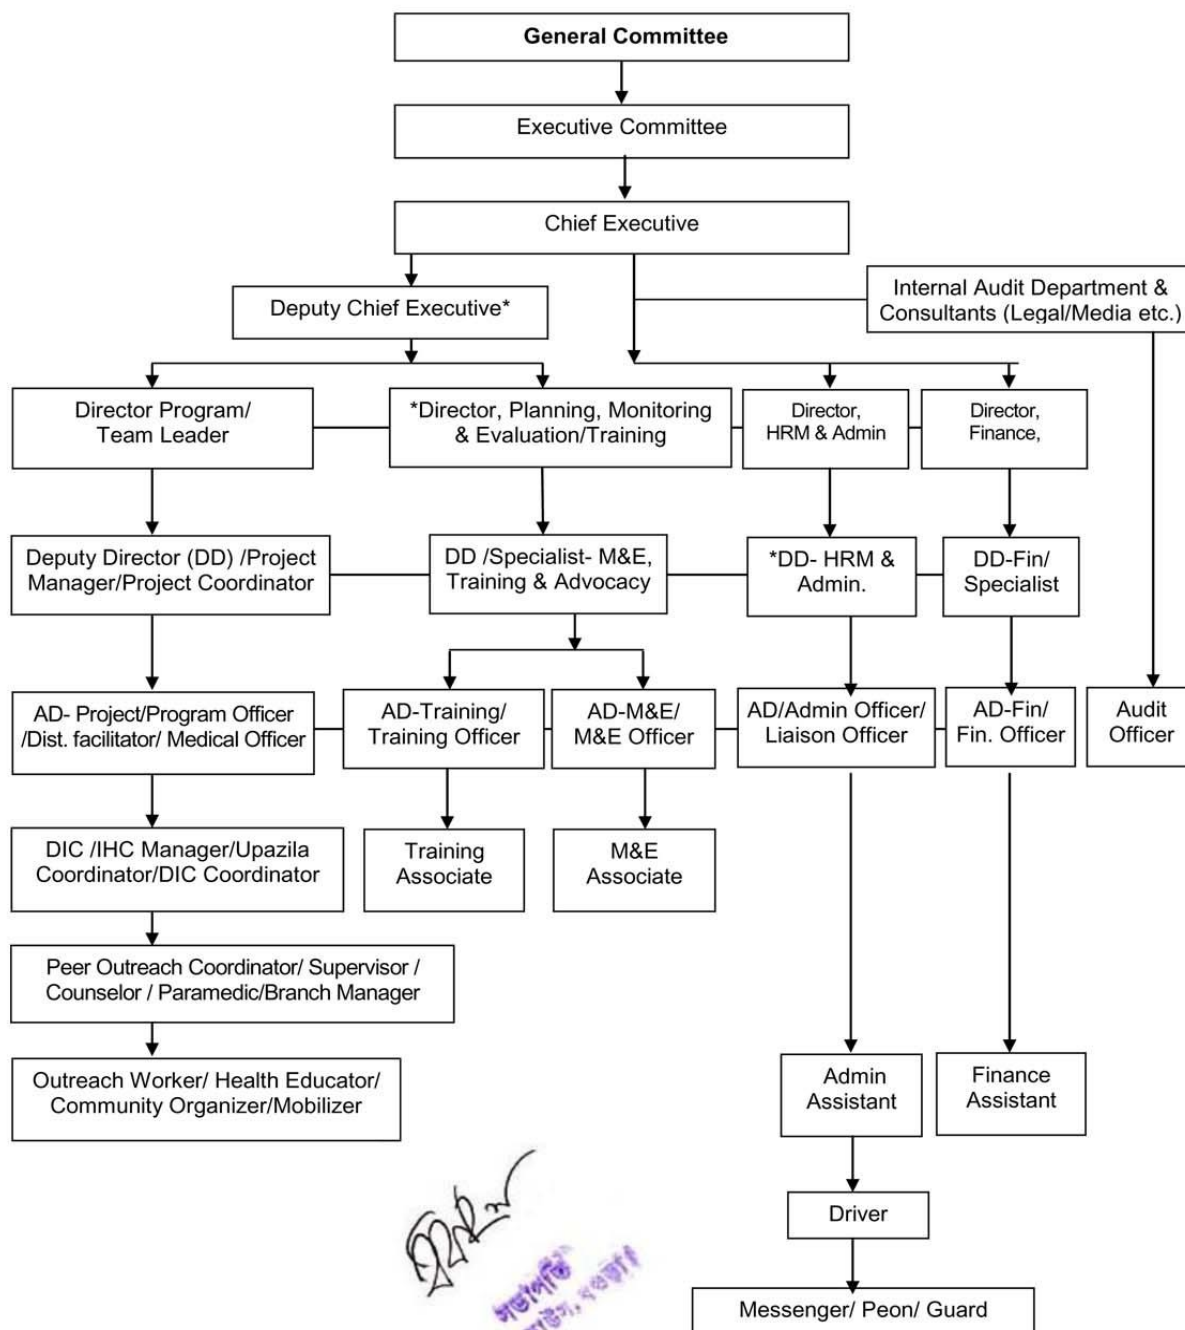 General Committee
Executive Committee
Chief Executive
Deputy Chief Executive*
Internal Audit Department &
Consultants (Legal/Media etc.)
Director Program/
Team Leader
*Director, Planning, Monitoring
& Evaluation/Training
Director,
HRM & Admin
Director,
Finance,
Deputy Director (DD) /Project
Manager/Project Coordinator
DD /Specialist- M&E,
Training & Advocacy
*DD- HRM &
Admin.
DD-Fin/
Specialist
AD- Project/Program Officer
/Dist. facilitator/ Medical Officer
AD-Training/
Training Officer
AD-M&E/
M&E Officer
AD/Admin Officer/
Liaison Officer
AD-Fin/
Fin. Officer
Audit
Officer
DIC /IHC Manager/Upazila
Coordinator/DIC Coordinator
Training
Associate
M&E
Associate
Peer Outreach Coordinator/ Supervisor /
Counselor / Paramedic/Branch Manager
Outreach Worker/ Health Educator/
Community Organizer/Mobilizer
Admin
Assistant
Finance
Assistant
Driver
সভাপতি
Messenger/ Peon/ Guard